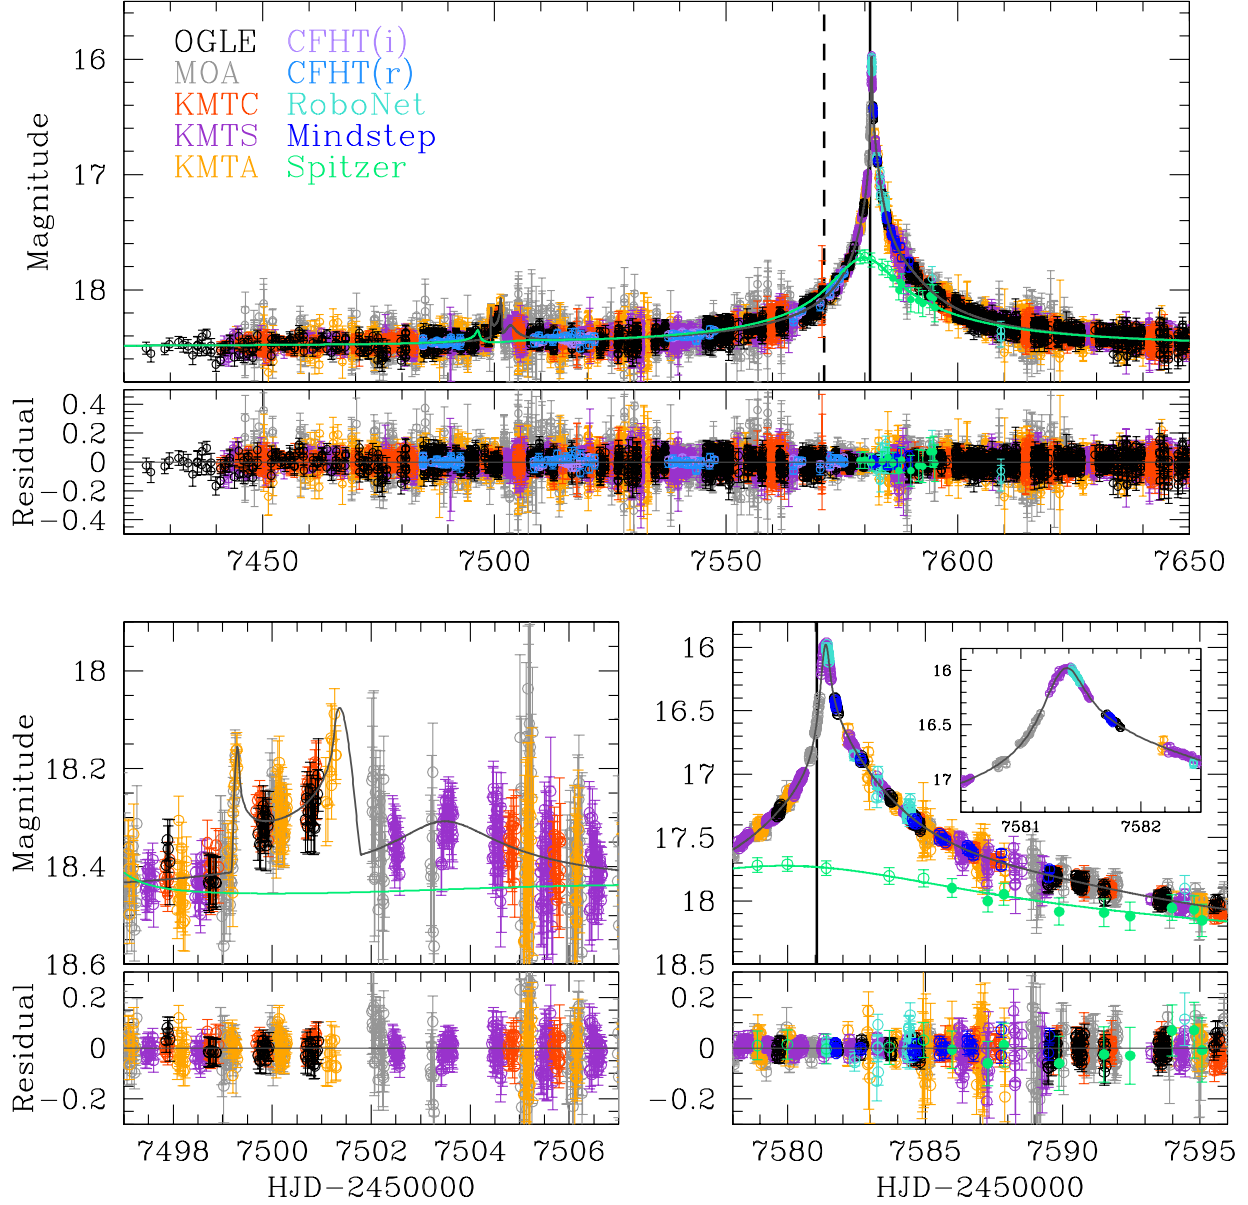 OGLE CFHT(i)
MOA CFHT(r)
KMTC RoboNet
KMTS Mindstep
KMTA Spitzer
Magnitude
16
17
18
Residual
0.4
0.2
0
−0.2
−0.4
7450 7500 7550 7600 7650
Magnitude
18
18.2
18.4
18.6
Residual
0.2
0
−0.2
7498 7500 7502 7504 7506
HJD−2450000
16
16.5
17
17.5
18
18.5
16
16.5
17
7581 7582
0.2
0
−0.2
7580 7585 7590 7595
HJD−2450000